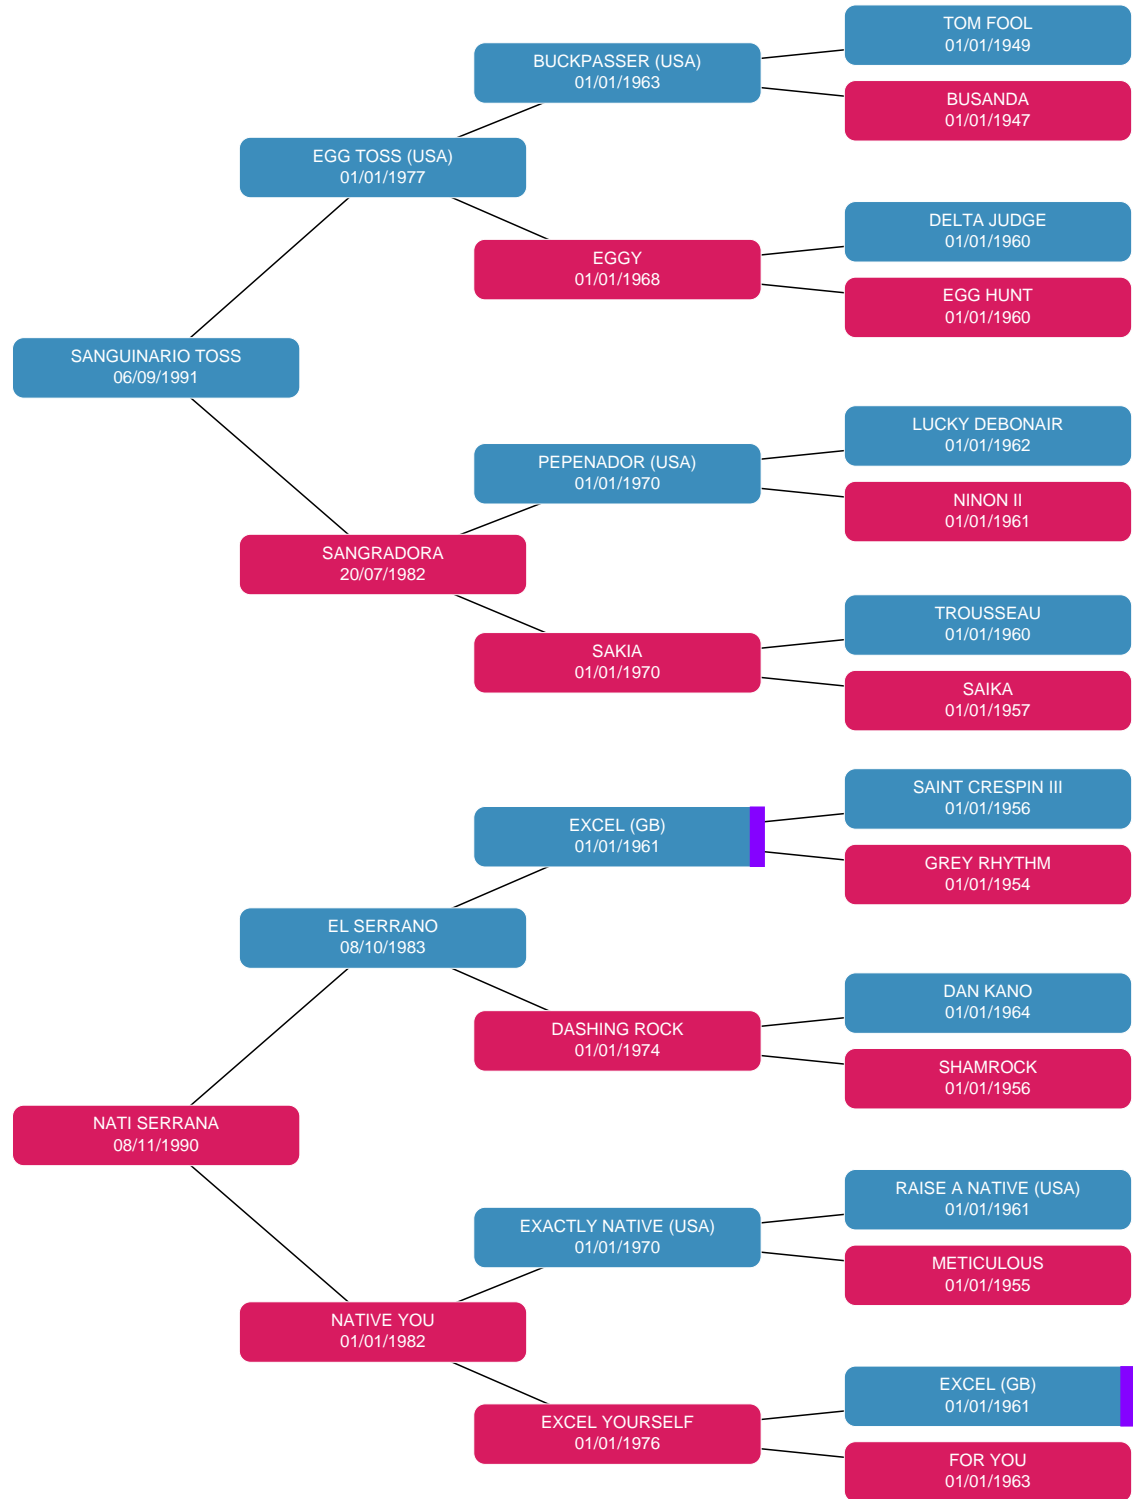 TOM FOOL
01/01/1949
BUCKPASSER (USA)
01/01/1963
BUSANDA
01/01/1947
EGG TOSS (USA)
01/01/1977
DELTA JUDGE
01/01/1960
EGGY
01/01/1968
EGG HUNT
01/01/1960
SANGUINARIO TOSS
06/09/1991
LUCKY DEBONAIR
01/01/1962
PEPENADOR (USA)
01/01/1970
NINON II
01/01/1961
SANGRADORA
20/07/1982
TROUSSEAU
01/01/1960
SAKIA
01/01/1970
SAIKA
01/01/1957
SAINT CRESPIN III
01/01/1956
EXCEL (GB)
01/01/1961
GREY RHYTHM
01/01/1954
EL SERRANO
08/10/1983
DAN KANO
01/01/1964
DASHING ROCK
01/01/1974
SHAMROCK
01/01/1956
NATI SERRANA
08/11/1990
RAISE A NATIVE (USA)
01/01/1961
EXACTLY NATIVE (USA)
01/01/1970
METICULOUS
01/01/1955
NATIVE YOU
01/01/1982
EXCEL (GB)
01/01/1961
EXCEL YOURSELF
01/01/1976
FOR YOU
01/01/1963